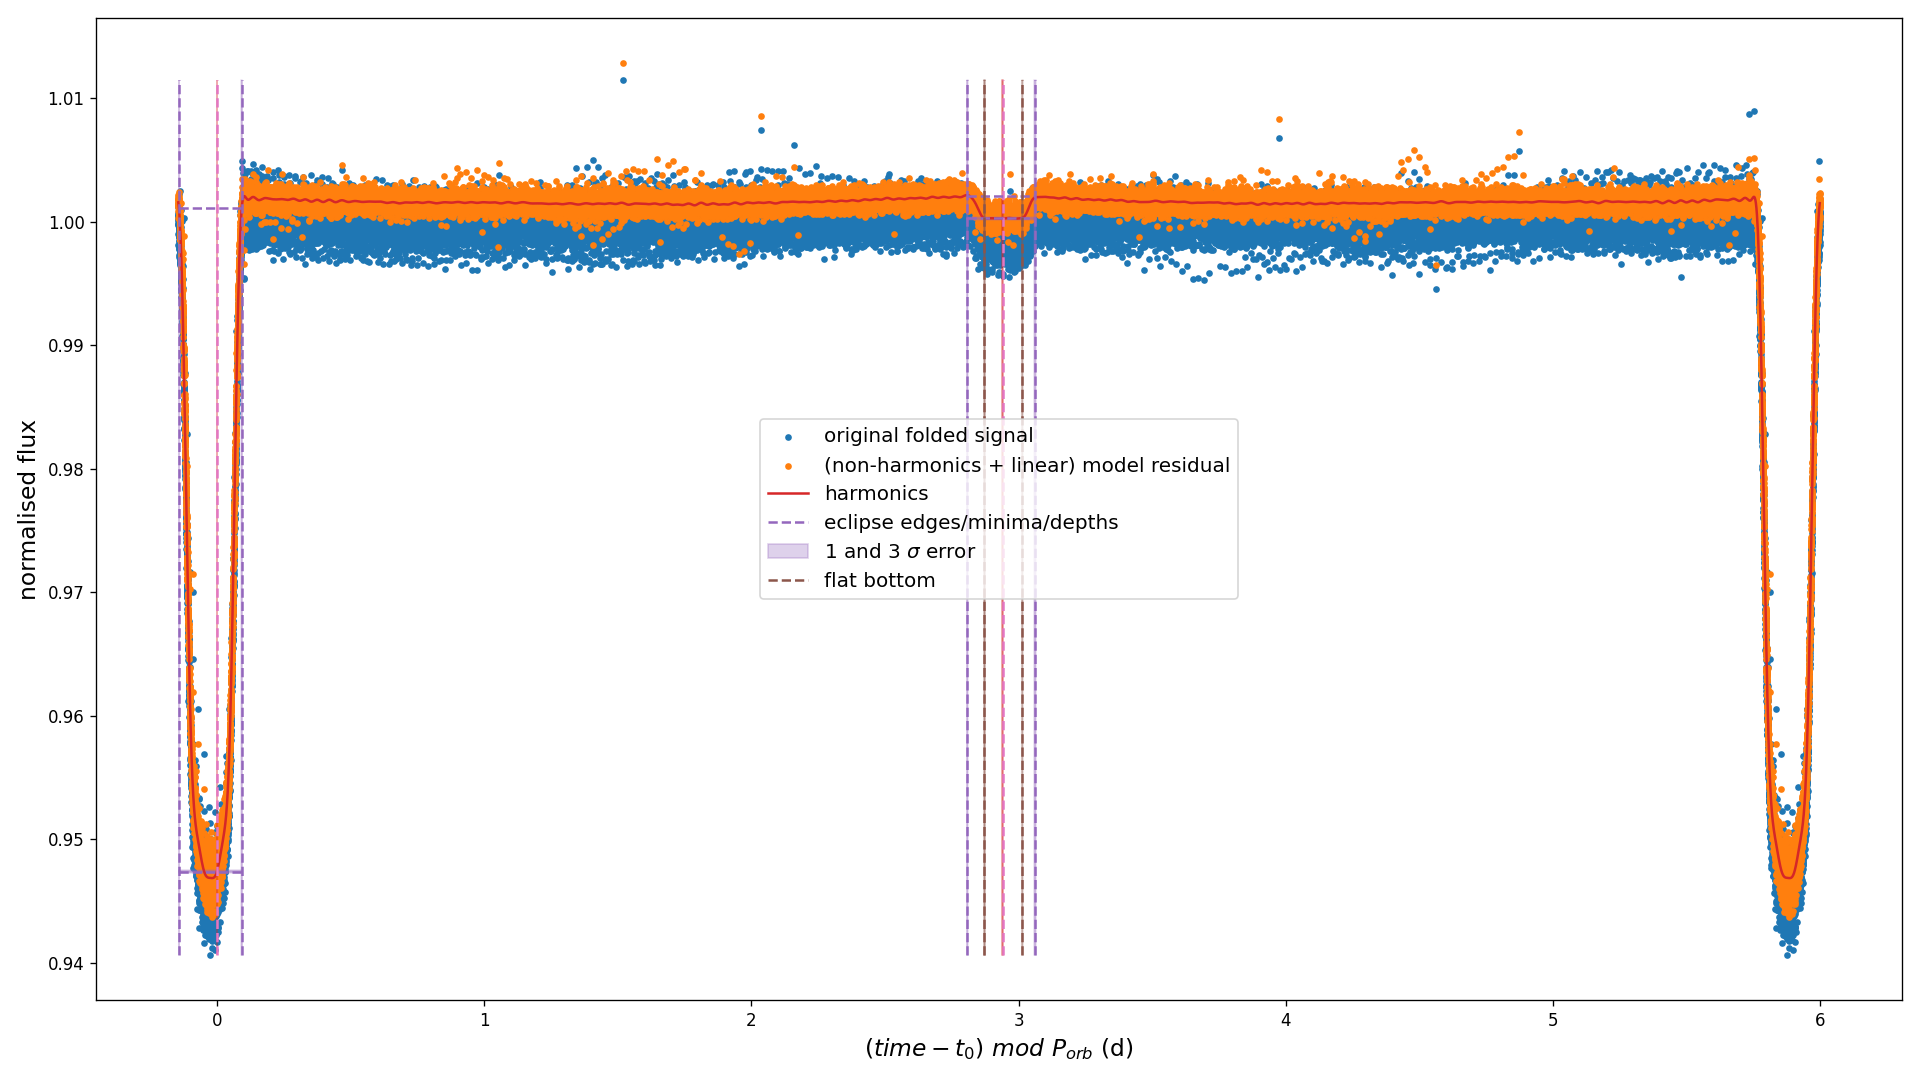 1.01
1.00
0.99
0.98
0.97
0.96
0.95
0.94
normalised flux
original folded signal
(non-harmonics + linear) model residual
harmonics
eclipse edges/minima/depths
1 and 3 σ error
flat bottom
0 1 2 3 4 5 6
(time − t₀) mod P_orb (d)